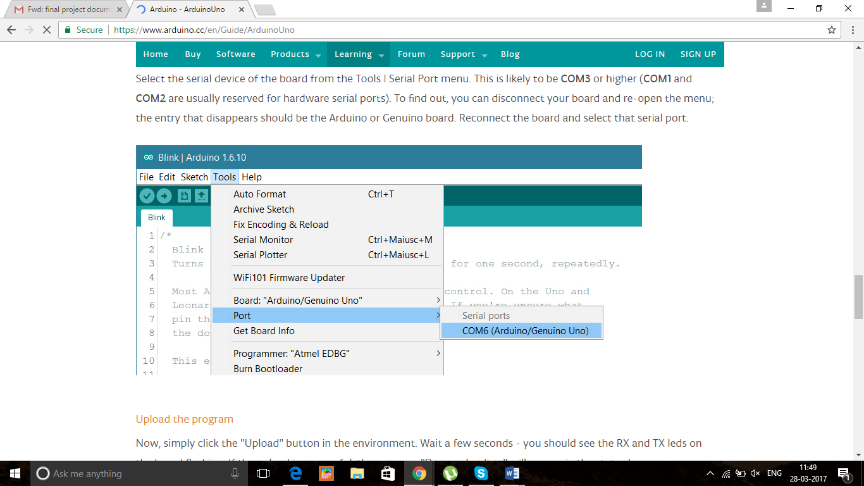 Fwd: final project docum
Arduino - ArduinoUno
Secure
https://www.arduino.cc/en/Guide/ArduinoUno
Home Buy Software Products Learning Forum Support Blog LOG IN SIGN UP
Select the serial device of the board from the Tools | Serial Port menu. This is likely to be COM3 or higher (COM1 and
COM2 are usually reserved for hardware serial ports). To find out, you can disconnect your board and re-open the menu;
the entry that disappears should be the Arduino or Genuino board. Reconnect the board and select that serial port.
Blink | Arduino 1.6.10
File Edit Sketch Tools Help
Blink
Auto Format Ctrl+T
Archive Sketch
Fix Encoding & Reload
Serial Monitor Ctrl+Maiusc+M
Serial Plotter Ctrl+Maiusc+L
WiFi101 Firmware Updater
Board: "Arduino/Genuino Uno"
Port
Get Board Info
Programmer: "Atmel EDBG"
Burn Bootloader
Serial ports
COM6 (Arduino/Genuino Uno)
1 /*
2 Blink
3 Turns for one second, repeatedly.
4
5 Most A control. On the Uno and
6 Leonar
7 pin th
8 the do
9
10 This e
Upload the program
Now, simply click the "Upload" button in the environment. Wait a few seconds - you should see the RX and TX leds on
Ask me anything
ENG
11:49
28-03-2017
1